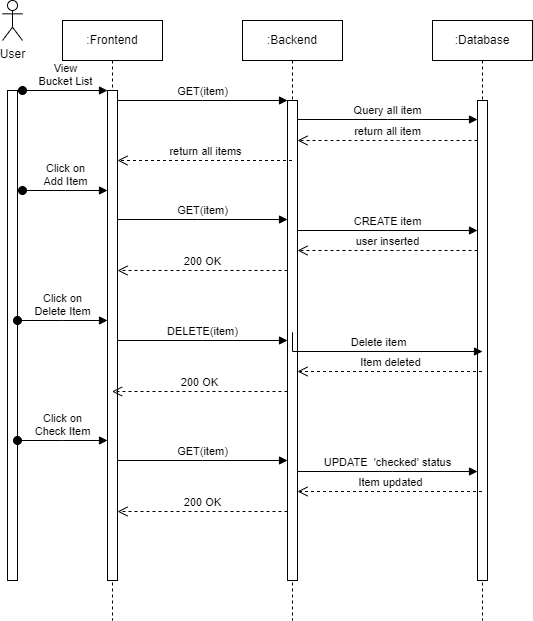 :Frontend
:Backend
:Database
User
View
Bucket List
GET(item)
Query all item
return all item
return all items
Click on
Add Item
GET(item)
CREATE item
user inserted
200 OK
Click on
Delete Item
DELETE(item)
Delete item
Item deleted
200 OK
Click on
Check Item
GET(item)
UPDATE  'checked' status
Item updated
200 OK